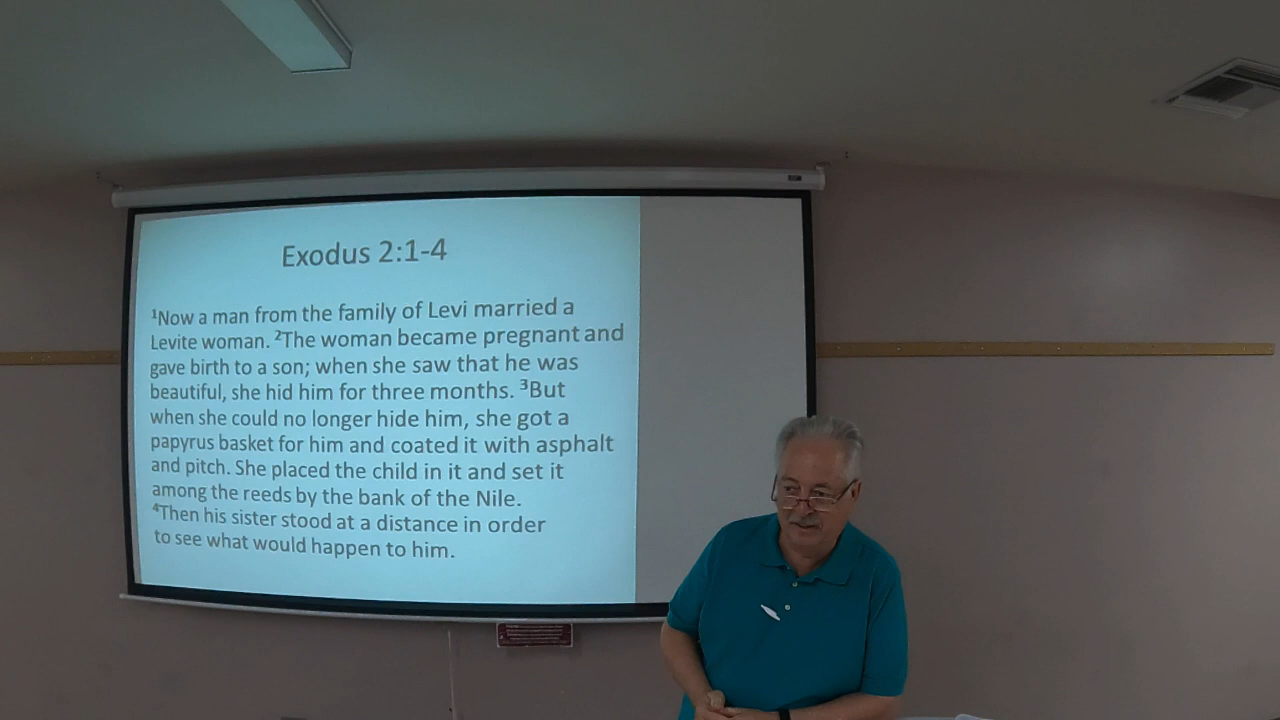 Exodus 2:1-4
¹Now a man from the family of Levi married a
Levite woman. ²The woman became pregnant and
gave birth to a son; when she saw that he was
beautiful, she hid him for three months. ³But
when she could no longer hide him, she got a
papyrus basket for him and coated it with asphalt
and pitch. She placed the child in it and set it
among the reeds by the bank of the Nile.
⁴Then his sister stood at a distance in order
to see what would happen to him.